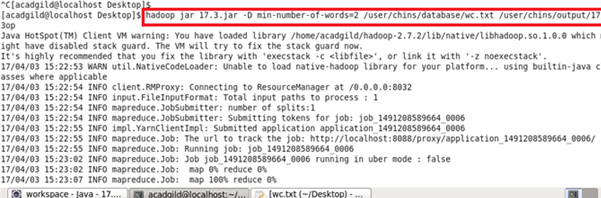 ^C[acadgild@localhost Desktop]$
[acadgild@localhost Desktop]$ hadoop jar 17.3.jar -D min-number-of-words=2 /user/chins/database/wc.txt /user/chins/output/17
3op
Java HotSpot(TM) Client VM warning: You have loaded library /home/acadgild/hadoop-2.7.2/lib/native/libhadoop.so.1.0.0 which m
ight have disabled stack guard. The VM will try to fix the stack guard now.
It's highly recommended that you fix the library with 'execstack -c <libfile>', or link it with '-z noexecstack'.
17/04/03 15:22:53 WARN util.NativeCodeLoader: Unable to load native-hadoop library for your platform... using builtin-java c
asses where applicable
17/04/03 15:22:54 INFO client.RMProxy: Connecting to ResourceManager at /0.0.0.0:8032
17/04/03 15:22:54 INFO input.FileInputFormat: Total input paths to process : 1
17/04/03 15:22:54 INFO mapreduce.JobSubmitter: number of splits:1
17/04/03 15:22:54 INFO mapreduce.JobSubmitter: Submitting tokens for job: job_1491208589664_0006
17/04/03 15:22:55 INFO impl.YarnClientImpl: Submitted application application_1491208589664_0006
17/04/03 15:22:55 INFO mapreduce.Job: The url to track the job: http://localhost:8088/proxy/application_1491208589664_0006/
17/04/03 15:22:55 INFO mapreduce.Job: Running job: job_1491208589664_0006
17/04/03 15:23:02 INFO mapreduce.Job: Job job_1491208589664_0006 running in uber mode : false
17/04/03 15:23:02 INFO mapreduce.Job:  map 0% reduce 0%
17/04/03 15:23:07 INFO mapreduce.Job:  map 100% reduce 0%
workspace - Java - 17.... acadgild@localhost:~/... [wc.txt (~/Desktop) - ...